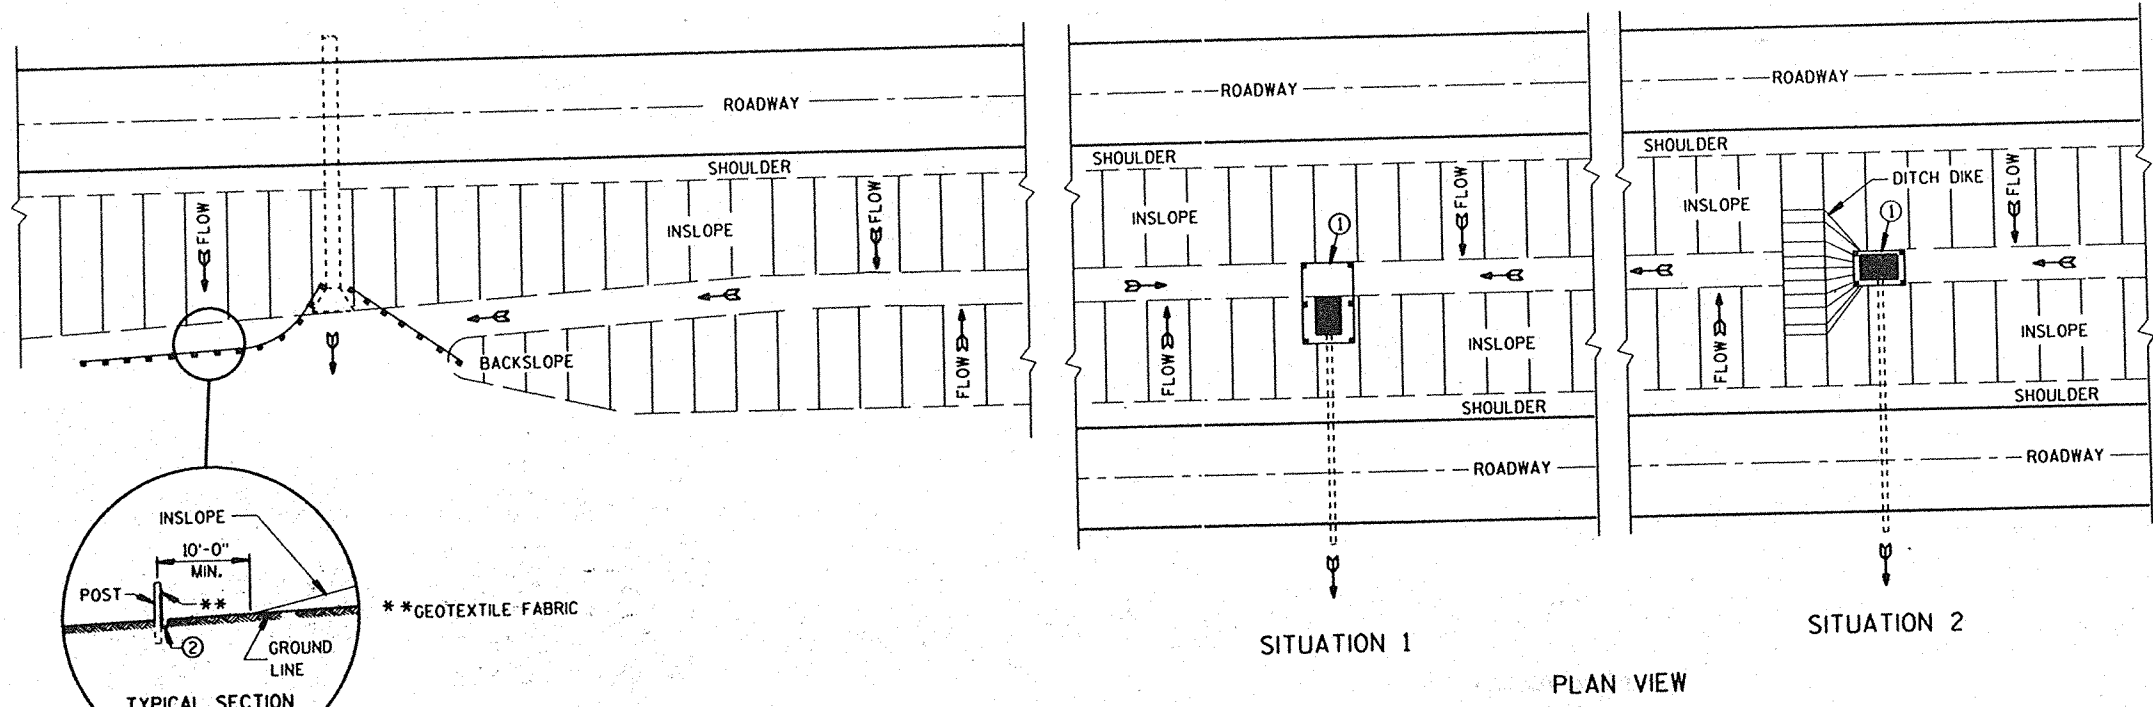 ROADWAY
SHOULDER
FLOW
INSLOPE
FLOW
BACKSLOPE
FLOW
INSLOPE
10'-0"
MIN.
POST
**
2
GROUND
LINE
TYPICAL SECTION
**GEOTEXTILE FABRIC
ROADWAY
SHOULDER
INSLOPE
1
FLOW
FLOW
INSLOPE
SHOULDER
ROADWAY
SITUATION 1
ROADWAY
SHOULDER
DITCH DIKE
INSLOPE
1
FLOW
FLOW
INSLOPE
SHOULDER
ROADWAY
SITUATION 2
PLAN VIEW